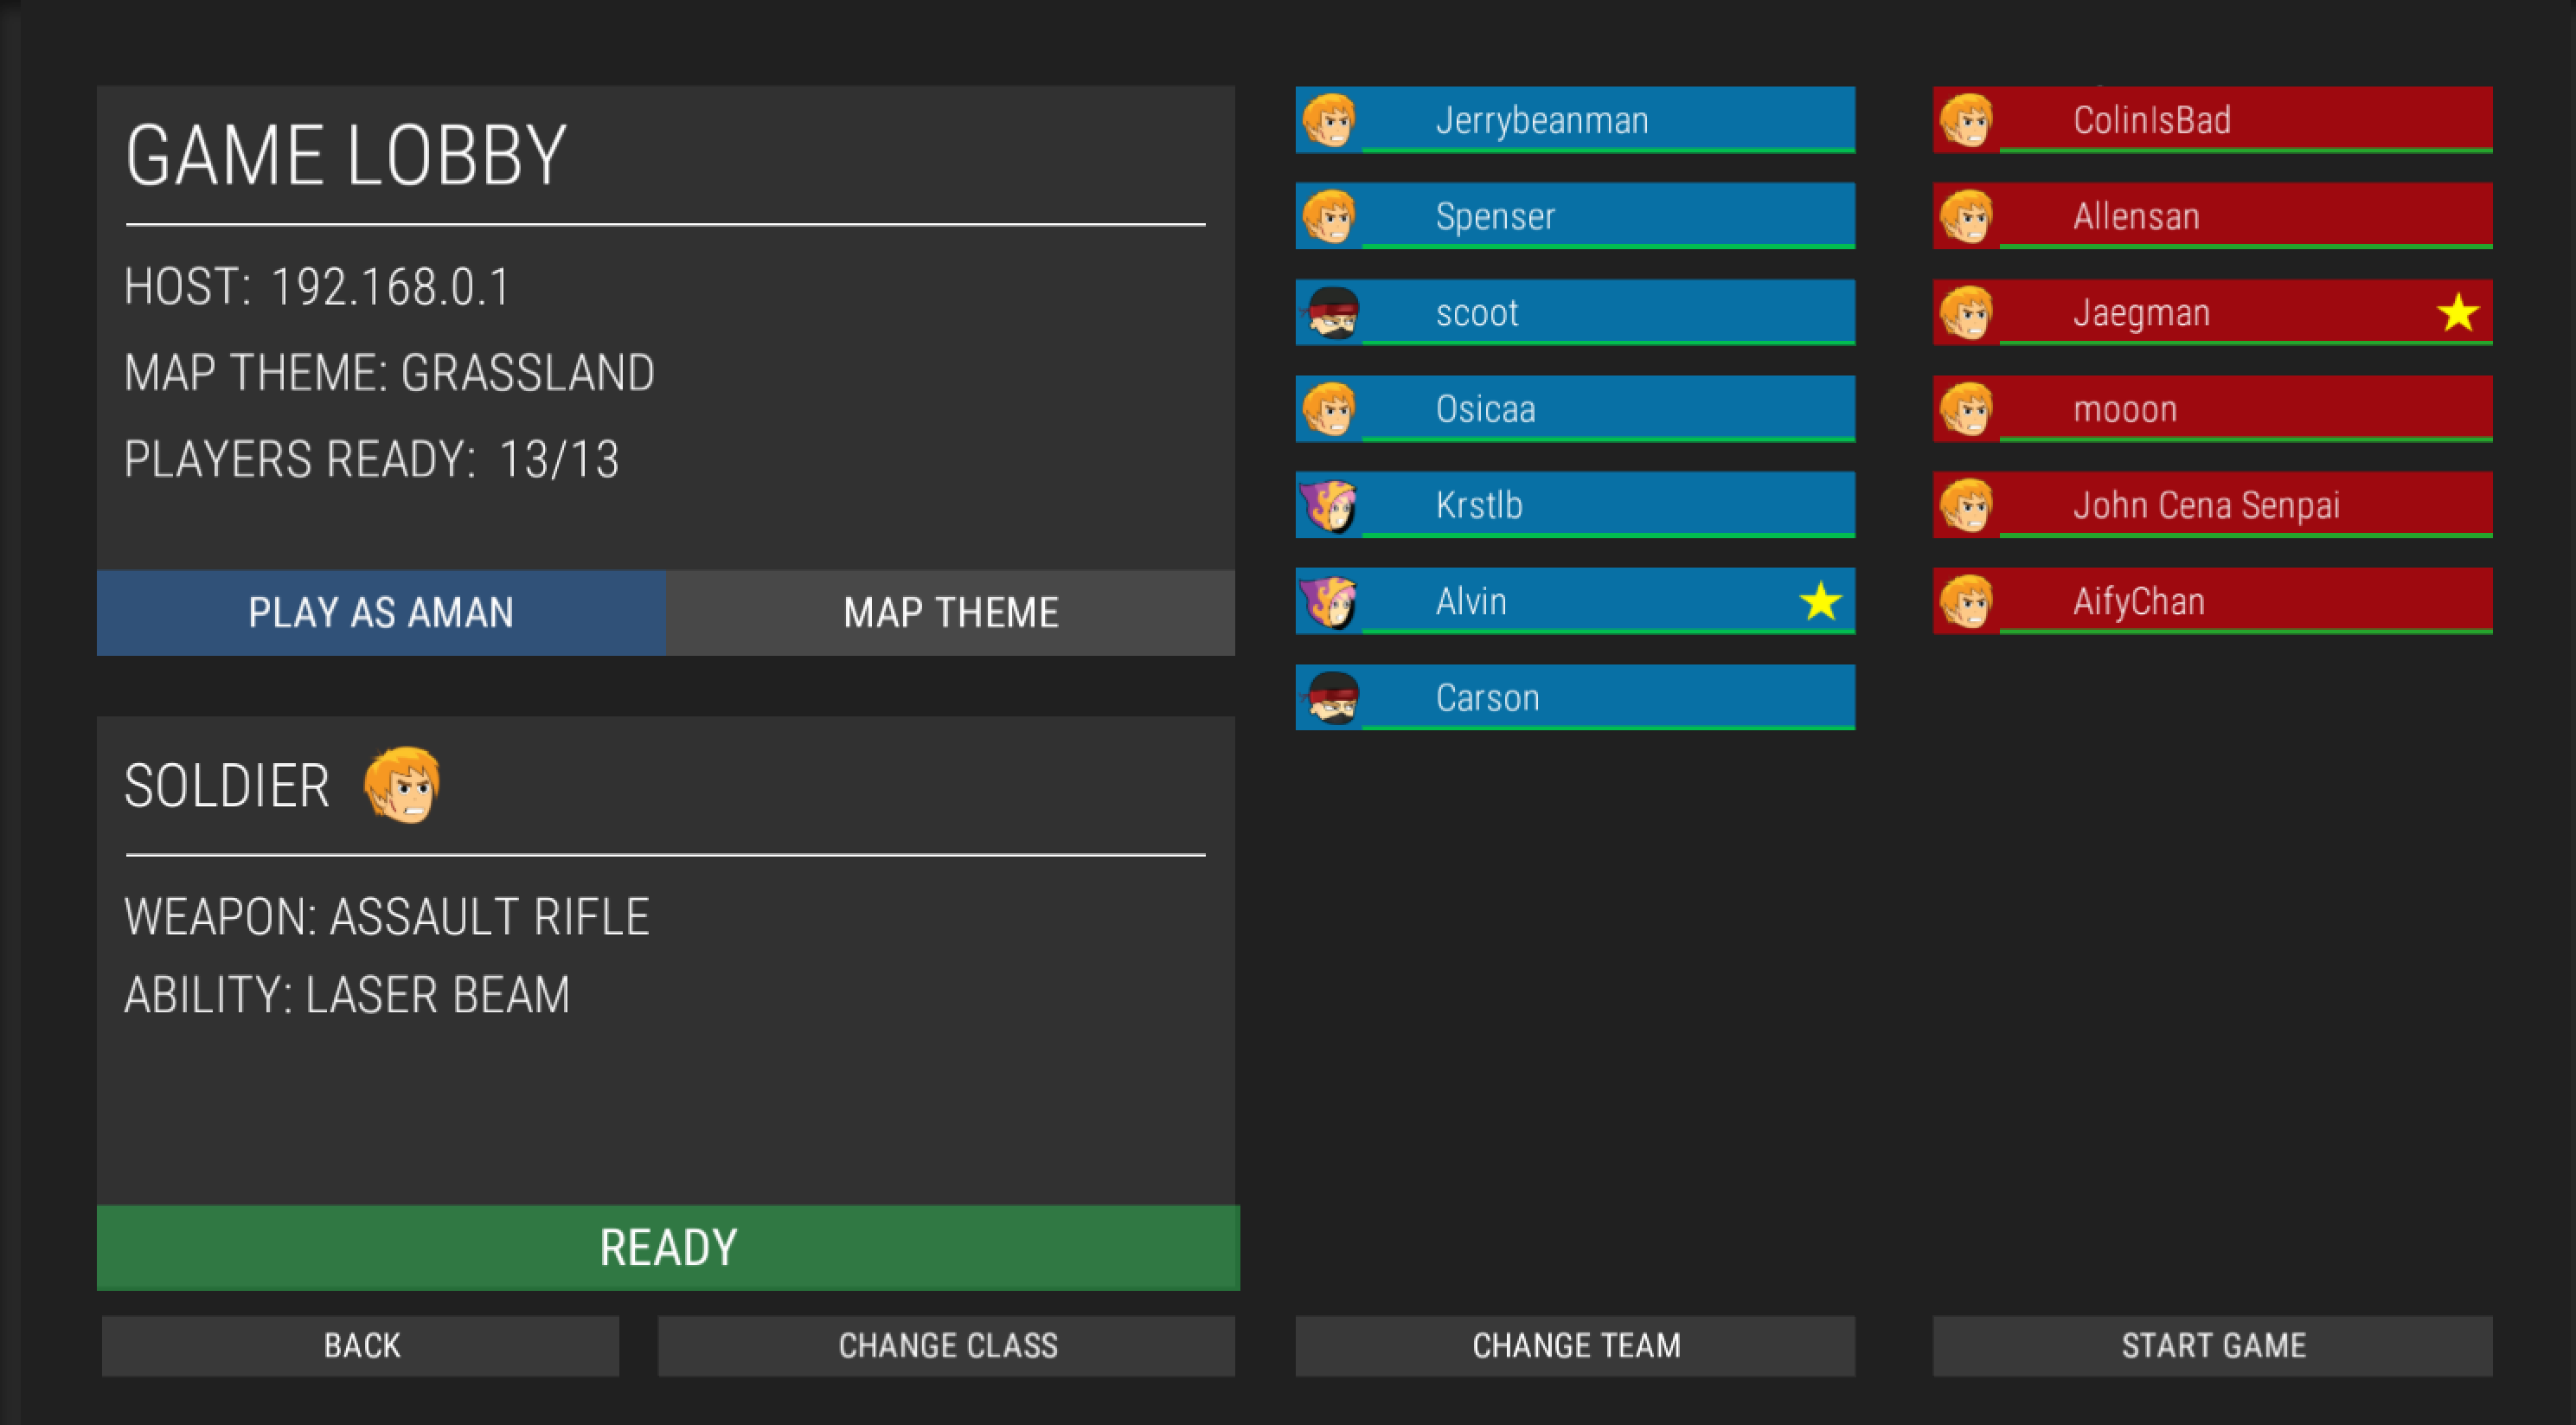 GAME LOBBY
HOST: 192.168.0.1
MAP THEME: GRASSLAND
PLAYERS READY: 13/13
PLAY AS AMAN
MAP THEME
SOLDIER
WEAPON: ASSAULT RIFLE
ABILITY: LASER BEAM
READY
BACK
CHANGE CLASS
Jerrybeanman
Spenser
scoot
Osicaa
Krstlb
Alvin
Carson
CHANGE TEAM
ColinIsBad
Allensan
Jaegman
mooon
John Cena Senpai
AifyChan
START GAME